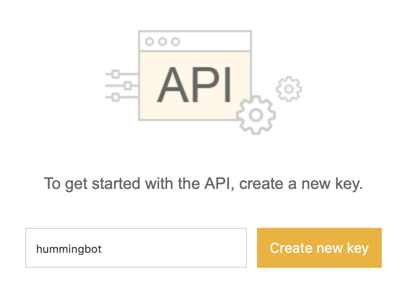 API
To get started with the API, create a new key.
hummingbot
Create new key